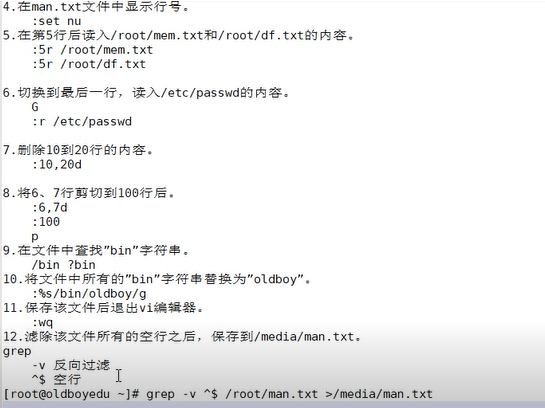 4.在man.txt文件中显示行号。
:set nu
5.在第5行后读入/root/mem.txt和/root/df.txt的内容。
:5r /root/mem.txt
:5r /root/df.txt
6.切换到最后一行，读入/etc/passwd的内容。
G
:r /etc/passwd
7.删除10到20行的内容。
:10,20d
8.将6、7行剪切到100行后。
:6,7d
:100
p
9.在文件中查找”bin”字符串。
/bin ?bin
10.将文件中所有的”bin”字符串替换为”oldboy”。
:%s/bin/oldboy/g
11.保存该文件后退出vi编辑器。
:wq
12.滤除该文件所有的空行之后，保存到/media/man.txt。
grep
-v 反向过滤
^$ 空行
[root@oldboyedu ~]# grep -v ^$ /root/man.txt >/media/man.txt